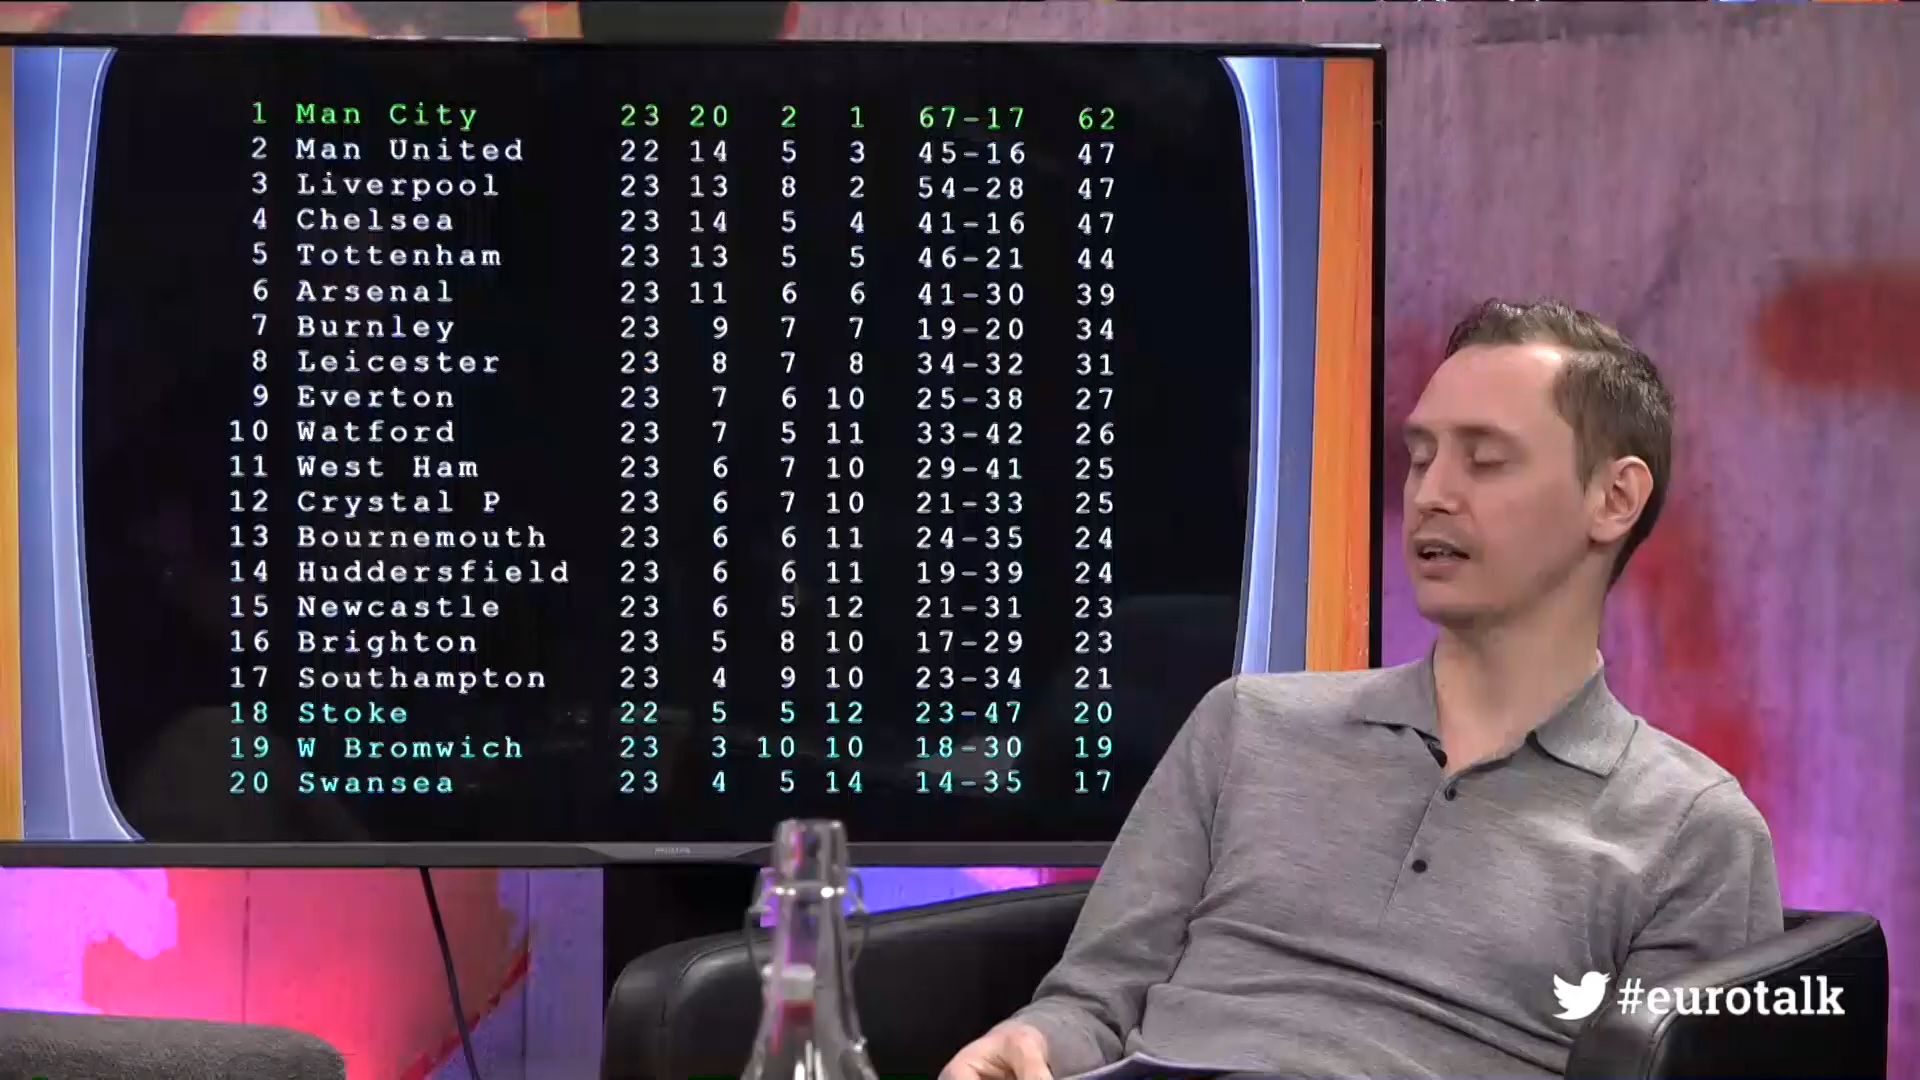 1 Man City 23 20 2 1 67-17 62
2 Man United 22 14 5 3 45-16 47
3 Liverpool 23 13 8 2 54-28 47
4 Chelsea 23 14 5 4 41-16 47
5 Tottenham 23 13 5 5 46-21 44
6 Arsenal 23 11 6 6 41-30 39
7 Burnley 23 9 7 7 19-20 34
8 Leicester 23 8 7 8 34-32 31
9 Everton 23 7 6 10 25-38 27
10 Watford 23 7 5 11 33-42 26
11 West Ham 23 6 7 10 29-41 25
12 Crystal P 23 6 7 10 21-33 25
13 Bournemouth 23 6 6 11 24-35 24
14 Huddersfield 23 6 6 11 19-39 24
15 Newcastle 23 6 5 12 21-31 23
16 Brighton 23 5 8 10 17-29 23
17 Southampton 23 4 9 10 23-34 21
18 Stoke 22 5 5 12 23-47 20
19 W Bromwich 23 3 10 10 18-30 19
20 Swansea 23 4 5 14 14-35 17
PHILIPS
#eurotalk